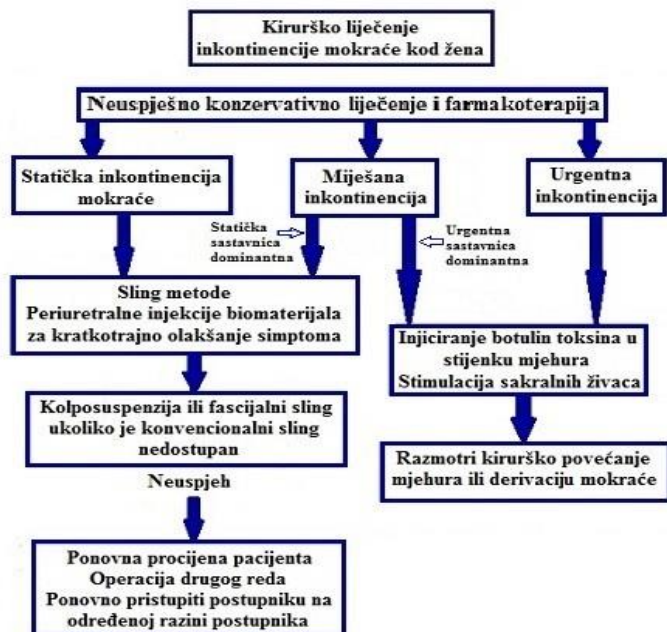 Kirurško liječenje
inkontinencije mokraće kod žena
Neuspješno konzervativno liječenje i farmakoterapija
Statička inkontinencija
mokraće
Miješana
inkontinencija
Urgentna
inkontinencija
Statička
sastavnica
dominantna
Urgentna
sastavnica
dominantna
Sling metode
Periuretralne injekcije biomaterijala
za kratkotrajno olakšanje simptoma
Injiciranje botulin toksina u
stijenku mjehura
Stimulacija sakralnih živaca
Kolposuspenzija ili fascijalni sling
ukoliko je konvencionalni sling
nedostupan
Razmotri kirurško povećanje
mjehura ili derivaciju mokraće
Neuspjeh
Ponovna procijena pacijenta
Operacija drugog reda
Ponovno pristupiti postupniku na
određenoj razini postupnika